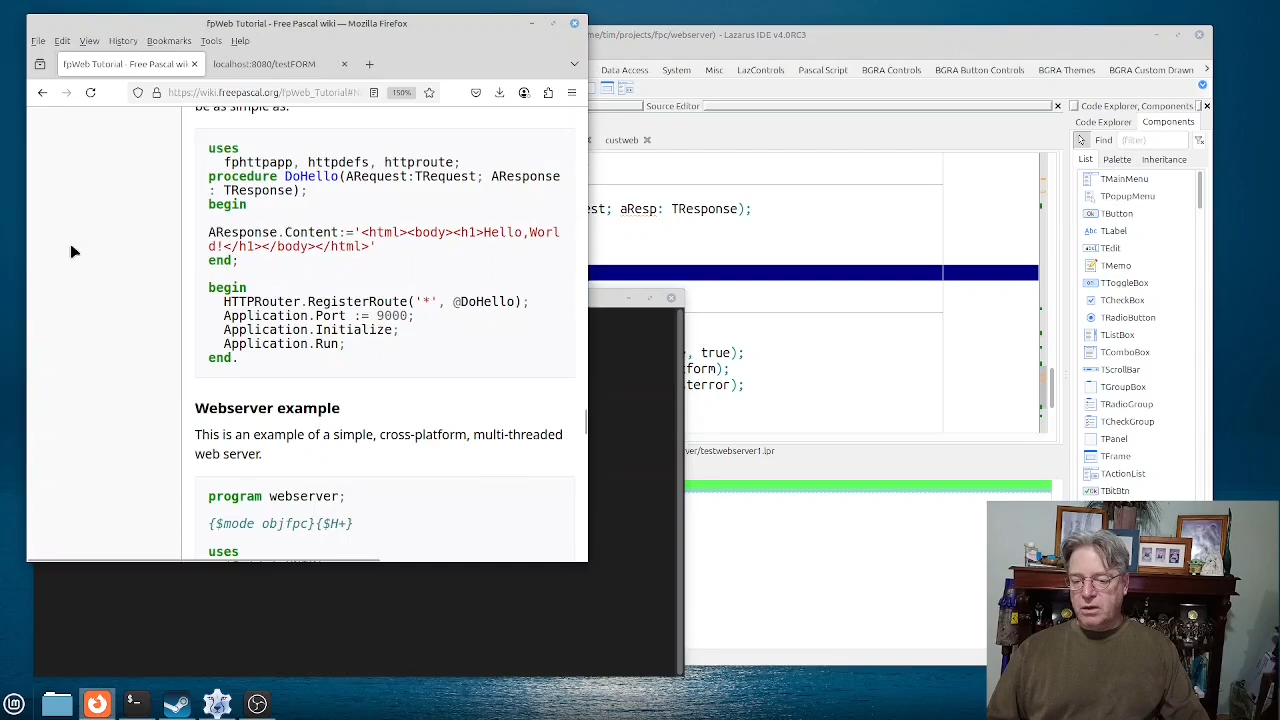 fpWeb Tutorial - Free Pascal wiki — Mozilla Firefox
File Edit View History Bookmarks Tools Help
fpWeb Tutorial - Free Pascal wiki
localhost:8080/testFORM
https://wiki.freepascal.org/fpWeb_Tutorial#
150%
be as simple as:
uses
fphttpapp, httpdefs, httproute;
procedure DoHello(ARequest:TRequest; AResponse
: TResponse);
begin
AResponse.Content:='<html><body><h1>Hello,Worl
d!</h1></body></html>'
end;
begin
HTTPRouter.RegisterRoute('*', @DoHello);
Application.Port := 9000;
Application.Initialize;
Application.Run;
end.
Webserver example
This is an example of a simple, cross-platform, multi-threaded
web server.
program webserver;
{$mode objfpc}{$H+}
uses
me/tim/projects/fpc/webserver) - Lazarus IDE v4.0RC3
Data Access System Misc LazControls Pascal Script BGRA Controls BGRA Button Controls BGRA Themes BGRA Custom Drawn
Source Editor
custweb
est; aResp: TResponse);
, true);
form);
terror);
ver/testwebserver1.lpr
Code Explorer, Components
Code Explorer Components
Find (filter)
List Palette Inheritance
TMainMenu
TPopupMenu
TButton
TLabel
TEdit
TMemo
TToggleBox
TCheckBox
TRadioButton
TListBox
TComboBox
TScrollBar
TGroupBox
TRadioGroup
TCheckGroup
TPanel
TFrame
TActionList
TBitBtn